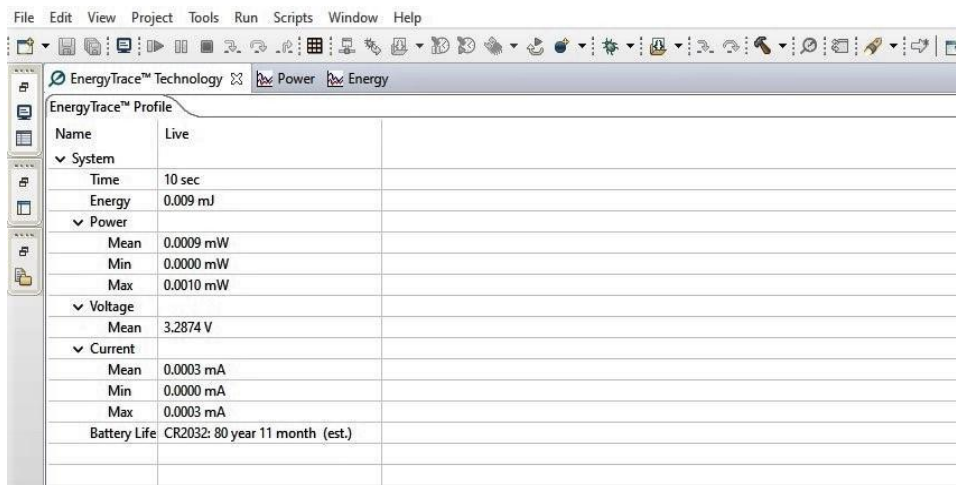 File Edit View Project Tools Run Scripts Window Help
EnergyTrace™ Technology Power Energy
EnergyTrace™ Profile
Name Live
System
Time 10 sec
Energy 0.009 mJ
Power
Mean 0.0009 mW
Min 0.0000 mW
Max 0.0010 mW
Voltage
Mean 3.2874 V
Current
Mean 0.0003 mA
Min 0.0000 mA
Max 0.0003 mA
Battery Life CR2032: 80 year 11 month (est.)